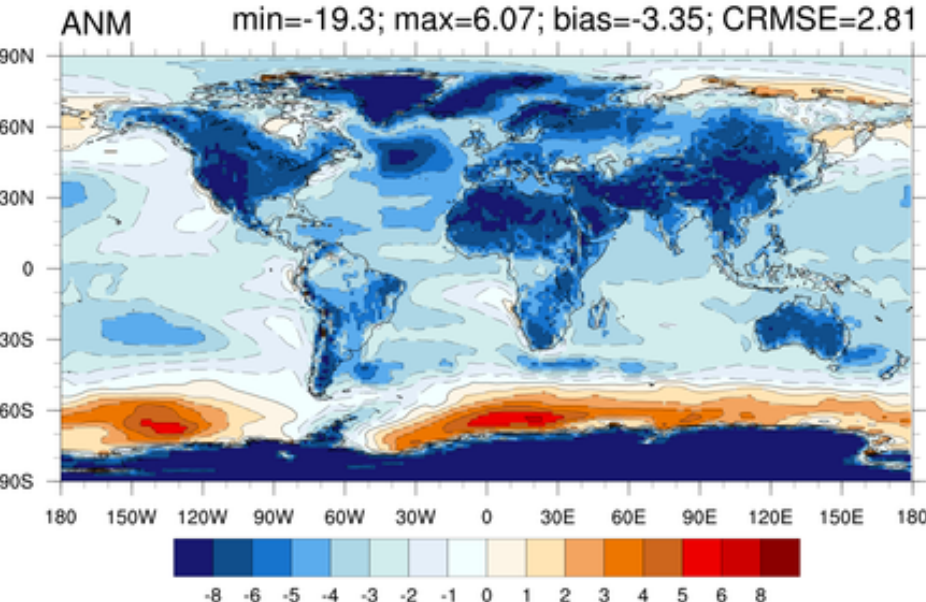 ANM min=-19.3; max=6.07; bias=-3.35; CRMSE=2.81
90N
60N
30N
0
30S
60S
90S
180 150W 120W 90W 60W 30W 0 30E 60E 90E 120E 150E 180
-8 -6 -5 -4 -3 -2 -1 0 1 2 3 4 5 6 8